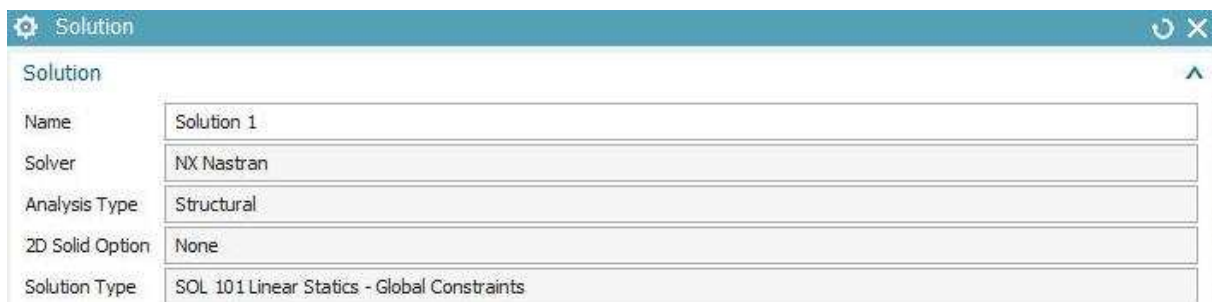 Solution
Solution
Name Solution 1
Solver NX Nastran
Analysis Type Structural
2D Solid Option None
Solution Type SOL 101 Linear Statics - Global Constraints